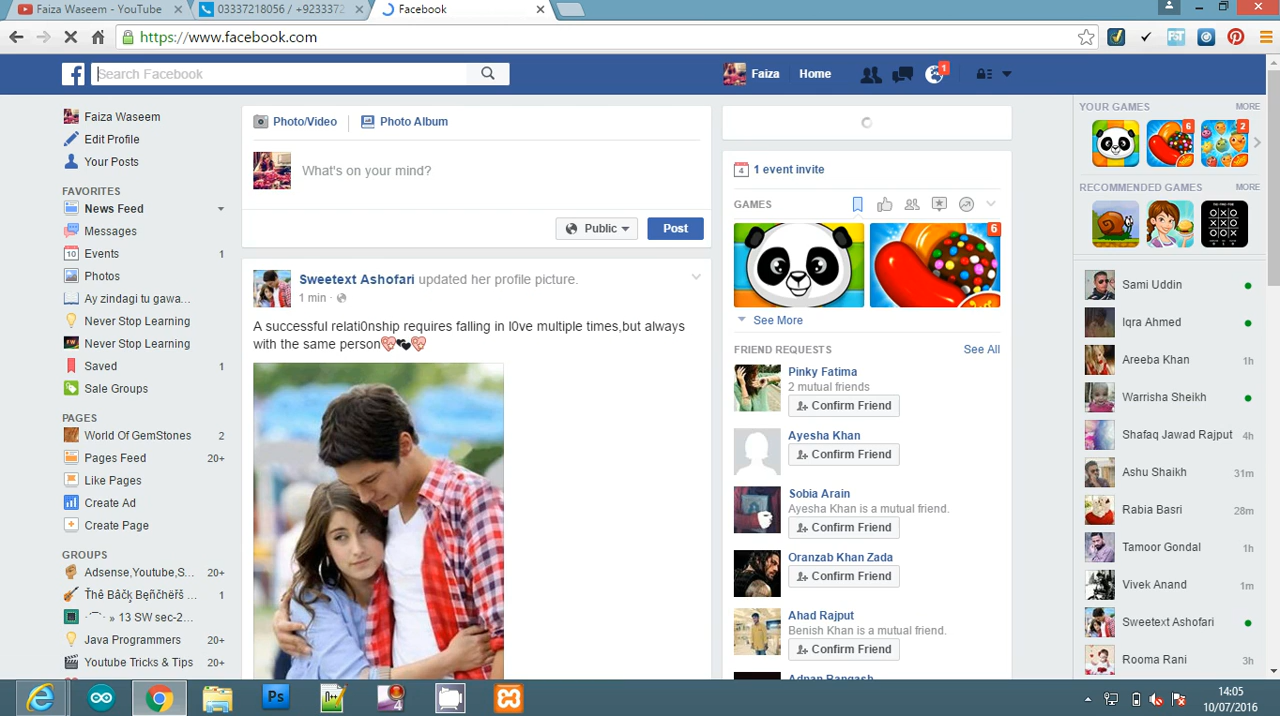 Faiza Waseem - YouTube
03337218056 / +923337
Facebook
https://www.facebook.com
Search Facebook
Faiza
Home
1
Faiza Waseem
Edit Profile
Your Posts
FAVORITES
News Feed
Messages
10 Events 1
Photos
Ay zindagi tu gawa...
Never Stop Learning
Never Stop Learning
Saved 1
Sale Groups
PAGES
World Of GemStones 2
Pages Feed 20+
Like Pages
Create Ad
Create Page
GROUPS
Adsense,Youtube,S... 20+
1
» 13 SW sec-2...
Java Programmers 20+
Youtube Tricks & Tips 20+
Photo/Video
Photo Album
What's on your mind?
Public
Post
Sweetext Ashofari updated her profile picture.
1 min ·
A successful relati0nship requires falling in l0ve multiple times,but always
with the same person
4 1 event invite
GAMES
6
See More
FRIEND REQUESTS See All
Pinky Fatima
2 mutual friends
Confirm Friend
Ayesha Khan
Confirm Friend
Sobia Arain
Ayesha Khan is a mutual friend.
Confirm Friend
Oranzab Khan Zada
Confirm Friend
Ahad Rajput
Benish Khan is a mutual friend.
Confirm Friend
Adnan Bangash
YOUR GAMES MORE
6
2
RECOMMENDED GAMES MORE
Sami Uddin
Iqra Ahmed
Areeba Khan 1h
Warrisha Sheikh
Shafaq Jawad Rajput 4h
Ashu Shaikh 31m
Rabia Basri 28m
Tamoor Gondal 1h
Vivek Anand 1m
Sweetext Ashofari
Rooma Rani 3h
Ps
4
14:05
10/07/2016